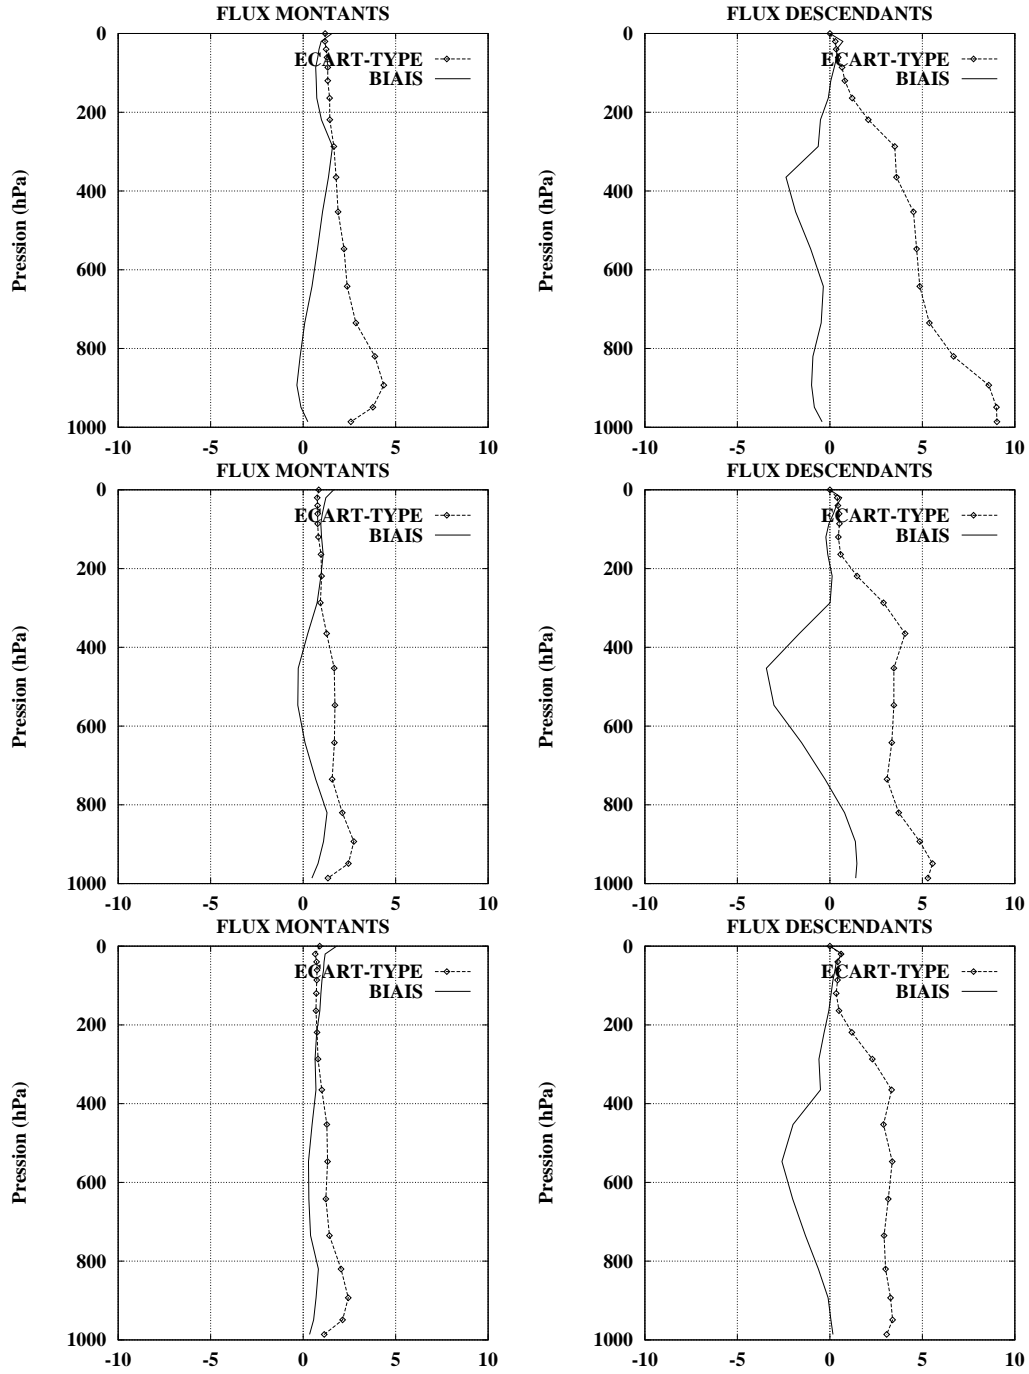 FLUX MONTANTS
0
200
400
600
800
1000
-10
-5
0
5
10
Pression (hPa)
ECART-TYPE
BIAIS
FLUX DESCENDANTS
0
200
400
600
800
1000
-10
-5
0
5
10
Pression (hPa)
ECART-TYPE
BIAIS
FLUX MONTANTS
0
200
400
600
800
1000
-10
-5
0
5
10
Pression (hPa)
ECART-TYPE
BIAIS
FLUX DESCENDANTS
0
200
400
600
800
1000
-10
-5
0
5
10
Pression (hPa)
ECART-TYPE
BIAIS
FLUX MONTANTS
0
200
400
600
800
1000
-10
-5
0
5
10
Pression (hPa)
ECART-TYPE
BIAIS
FLUX DESCENDANTS
0
200
400
600
800
1000
-10
-5
0
5
10
Pression (hPa)
ECART-TYPE
BIAIS